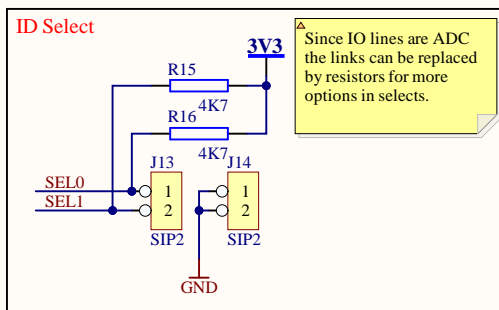 ID Select
3V3
Since IO lines are ADC
the links can be replaced
by resistors for more
options in selects.
R15
4K7
R16
4K7
J13
J14
SEL0
1
1
SEL1
2
2
SIP2
SIP2
GND